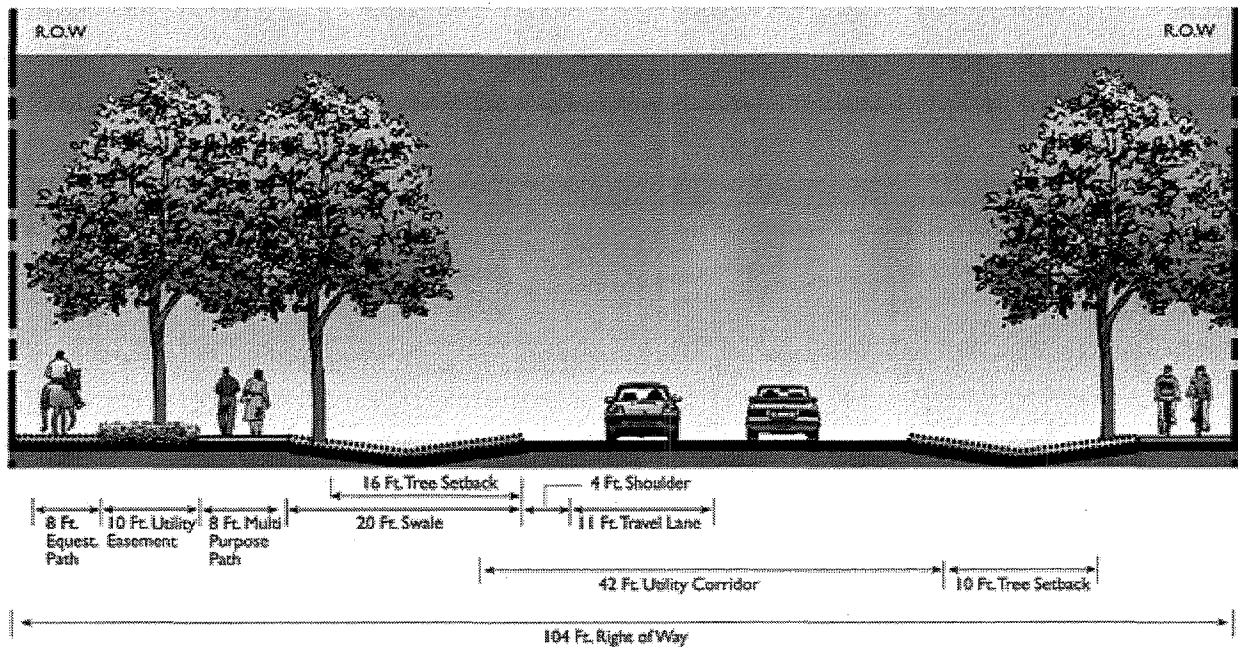 R.O.W
R.O.W
16 Ft. Tree Setback
4 Ft. Shoulder
8 Ft.
Equest.
Path
10 Ft. Utility
Easement
8 Ft. Multi
Purpose
Path
20 Ft. Swale
11 Ft. Travel Lane
42 Ft. Utility Corridor
10 Ft. Tree Setback
104 Ft. Right of Way